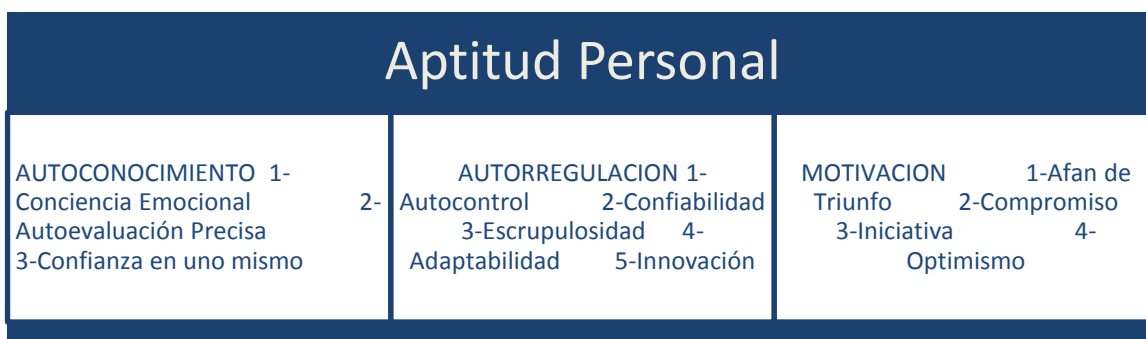 Aptitud Personal
AUTOCONOCIMIENTO 1-
Conciencia Emocional 2-
Autoevaluación Precisa
3-Confianza en uno mismo
AUTORREGULACION 1-
Autocontrol 2-Confiabilidad
3-Escrupulosidad 4-
Adaptabilidad 5-Innovación
MOTIVACION 1-Afan de
Triunfo 2-Compromiso
3-Iniciativa 4-
Optimismo